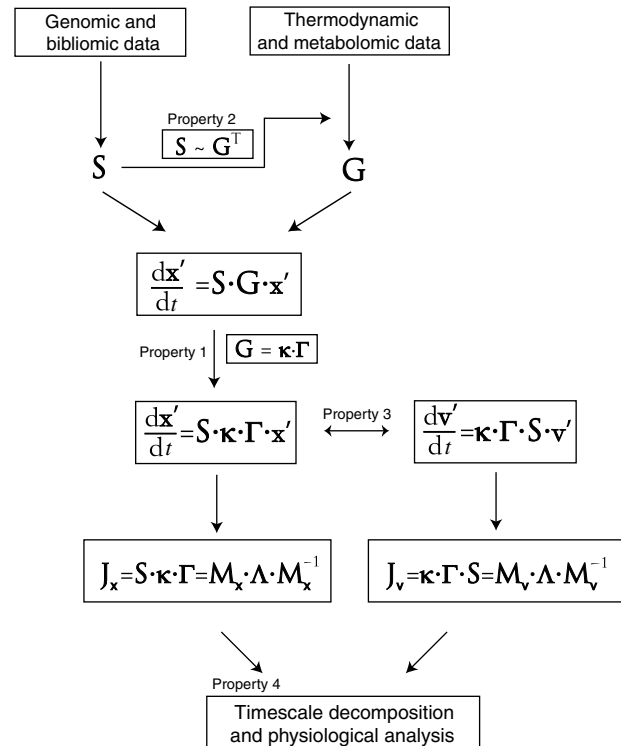 Genomic and
bibliomic data
Thermodynamic
and metabolomic data
Property 2
S ~ G^T
S
G
dx′/dt = S·G·x′
Property 1
G = κ·Γ
dx′/dt = S·κ·Γ·x′
Property 3
dv′/dt = κ·Γ·S·v′
J_x = S·κ·Γ = M_x·Λ·M_x^-1
J_v = κ·Γ·S = M_v·Λ·M_v^-1
Property 4
Timescale decomposition
and physiological analysis